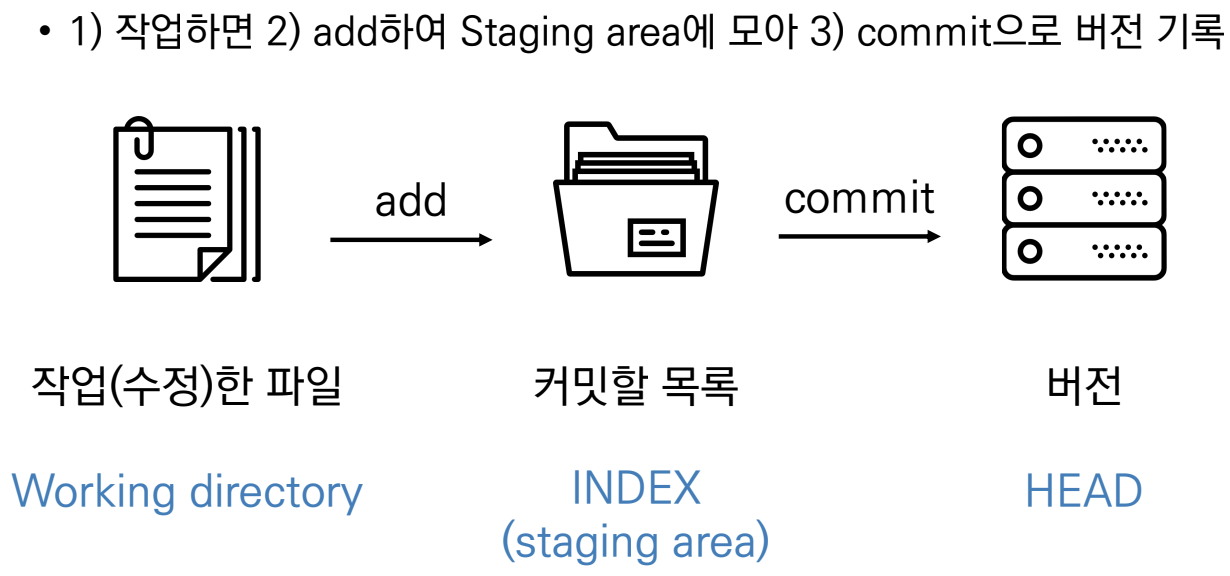 • 1) 작업하면 2) add하여 Staging area에 모아 3) commit으로 버전 기록
add
commit
작업(수정)한 파일
커밋할 목록
버전
Working directory
INDEX
(staging area)
HEAD